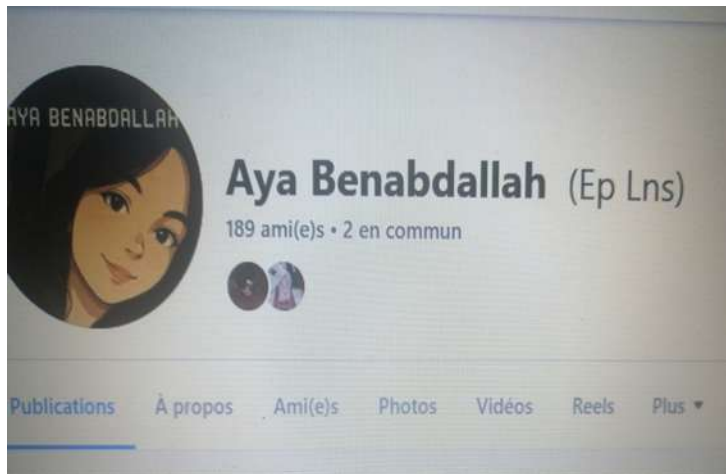 AYA BENABDALLAH
Aya Benabdallah (Ep Lns)
189 ami(e)s • 2 en commun
Publications À propos Ami(e)s Photos Vidéos Reels Plus